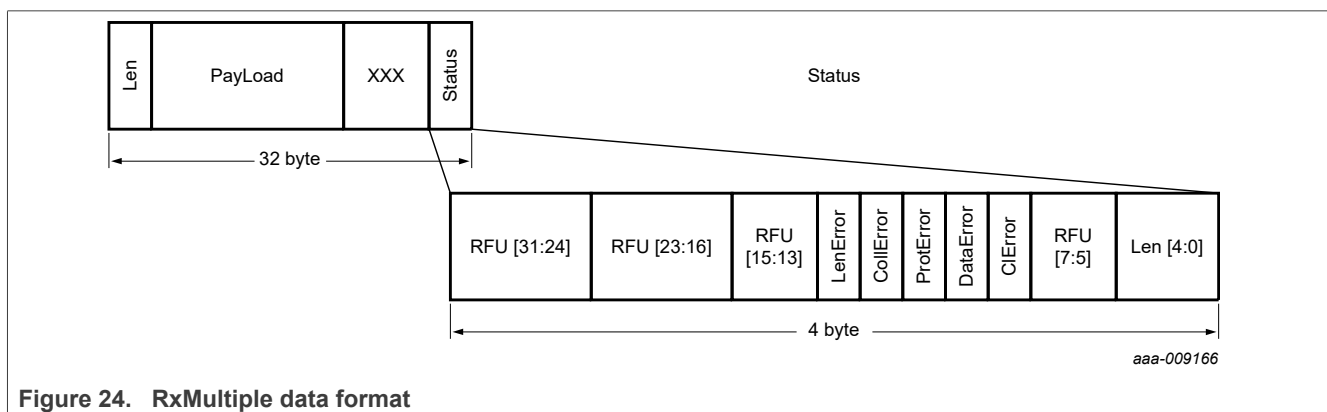 Len
PayLoad
XXX
Status
Status
32 byte
RFU [31:24]
RFU [23:16]
RFU
[15:13]
LenError
CollError
ProtError
DataError
ClError
RFU
[7:5]
Len [4:0]
4 byte
aaa-009166
Figure 24. RxMultiple data format